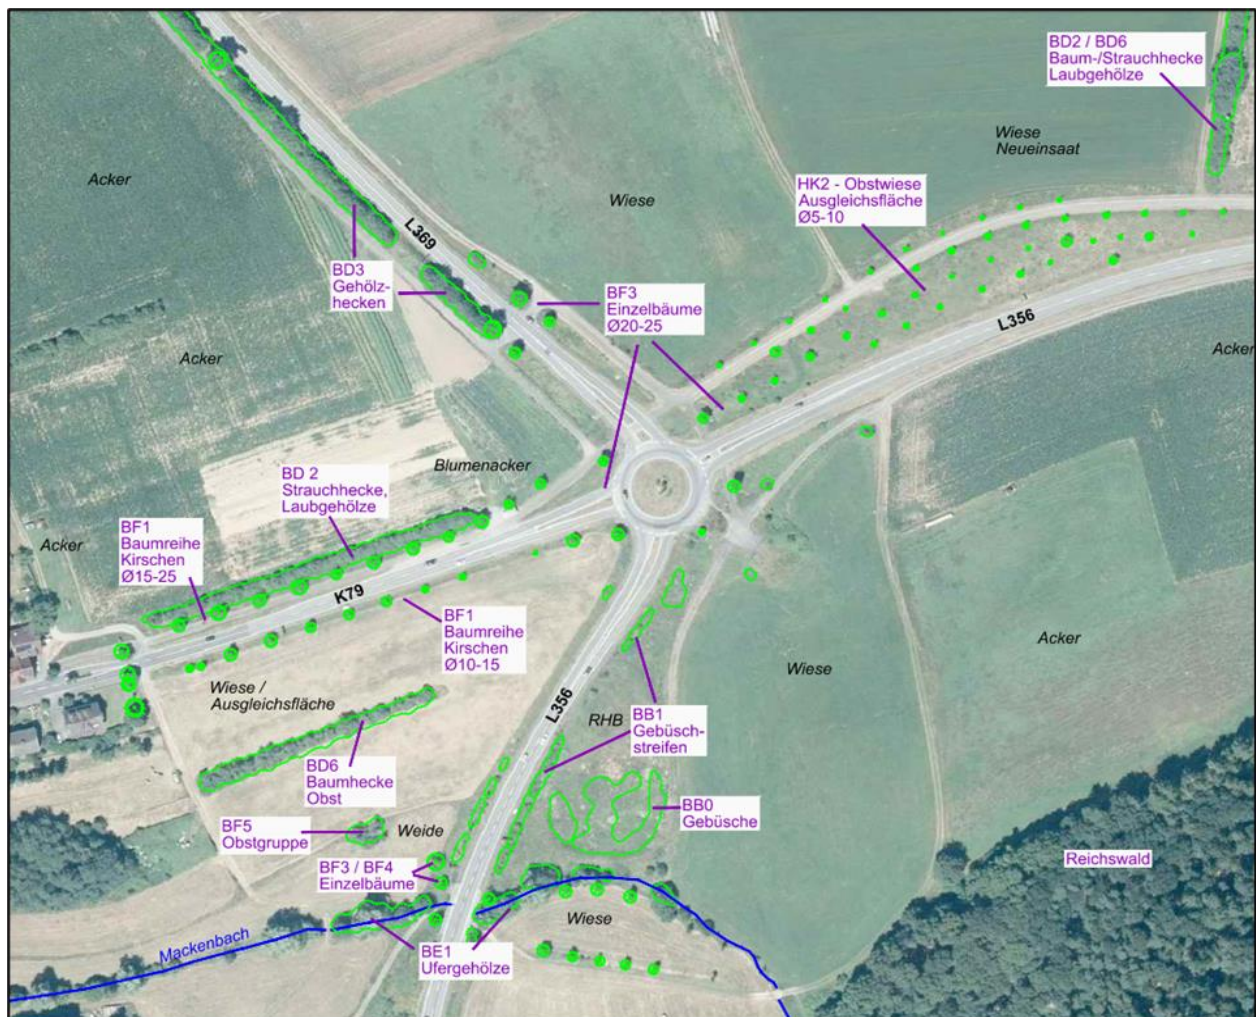 BD2 / BD6
Baum-/Strauchhecke
Laubgehölze
Wiese
Neueinsaat
Acker
HK2 - Obstwiese
Ausgleichsfläche
Ø5-10
Wiese
L369
BD3
Gehölz-
hecken
BF3
Einzelbäume
Ø20-25
L356
Acker
Acker
Blumenacker
BD 2
Strauchhecke,
Laubgehölze
BF1
Baumreihe
Kirschen
Ø15-25
Acker
K79
BF1
Baumreihe
Kirschen
Ø10-15
Acker
Wiese
Wiese /
Ausgleichsfläche
L356
RHB
BB1
Gebüsch-
streifen
BD6
Baumhecke
Obst
BB0
Gebüsche
BF5
Obstgruppe
Weide
BF3 / BF4
Einzelbäume
Reichswald
Wiese
Mackenbach
BE1
Ufergehölze